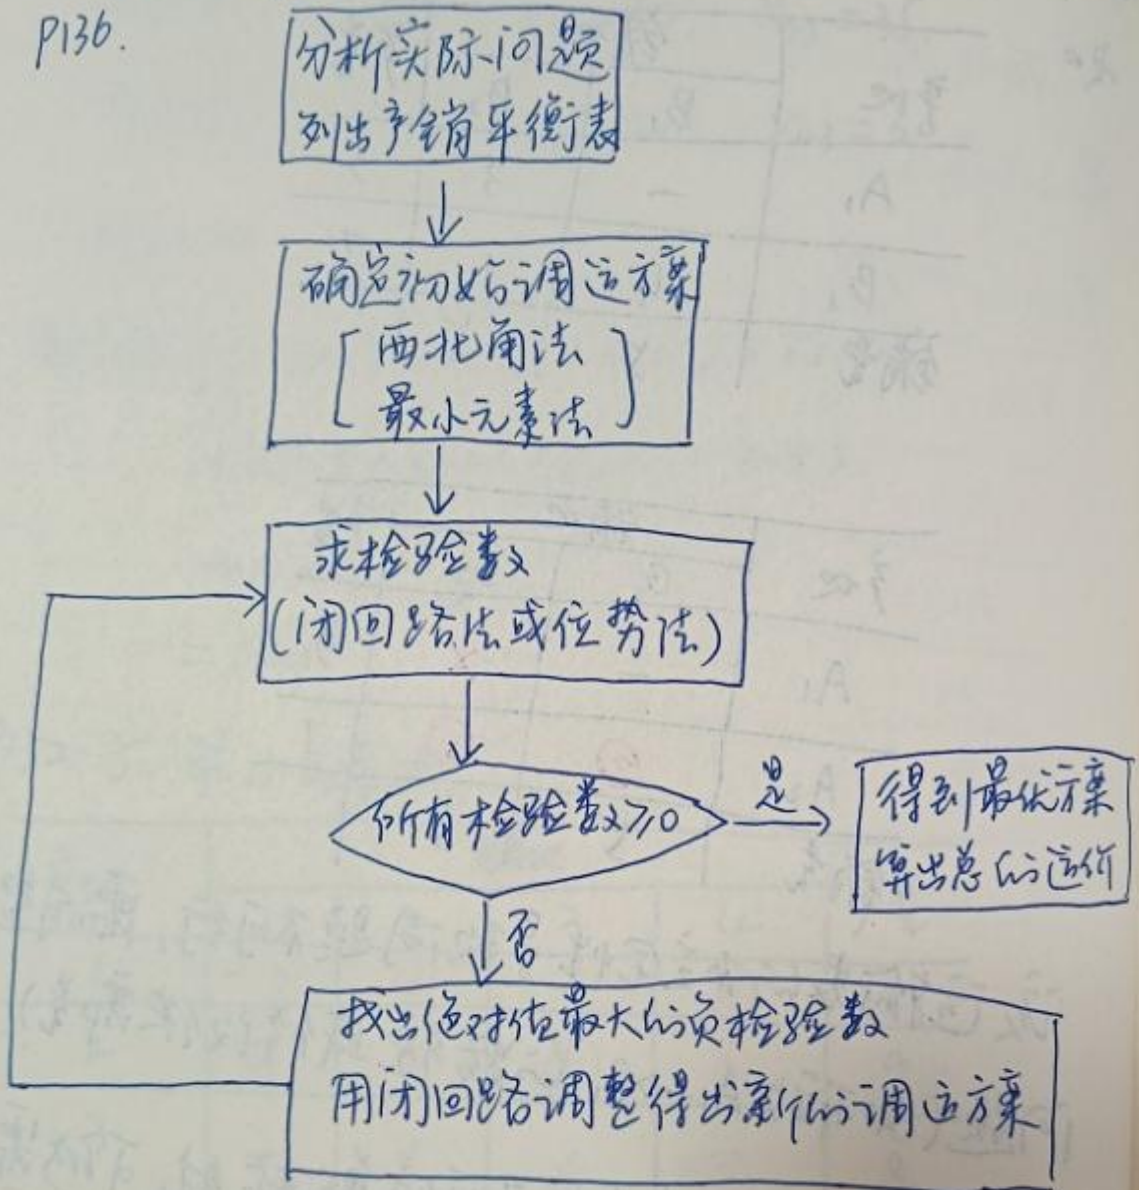 P136.
分析实际问题
列出产销平衡表
确定初始调运方案
[西北角法
最小元素法]
求检验数
(闭回路法或位势法)
所有检验数≥0
是
得到最优方案
算出总的运价
否
找出绝对值最大的负检验数
用闭回路调整得出新的调运方案